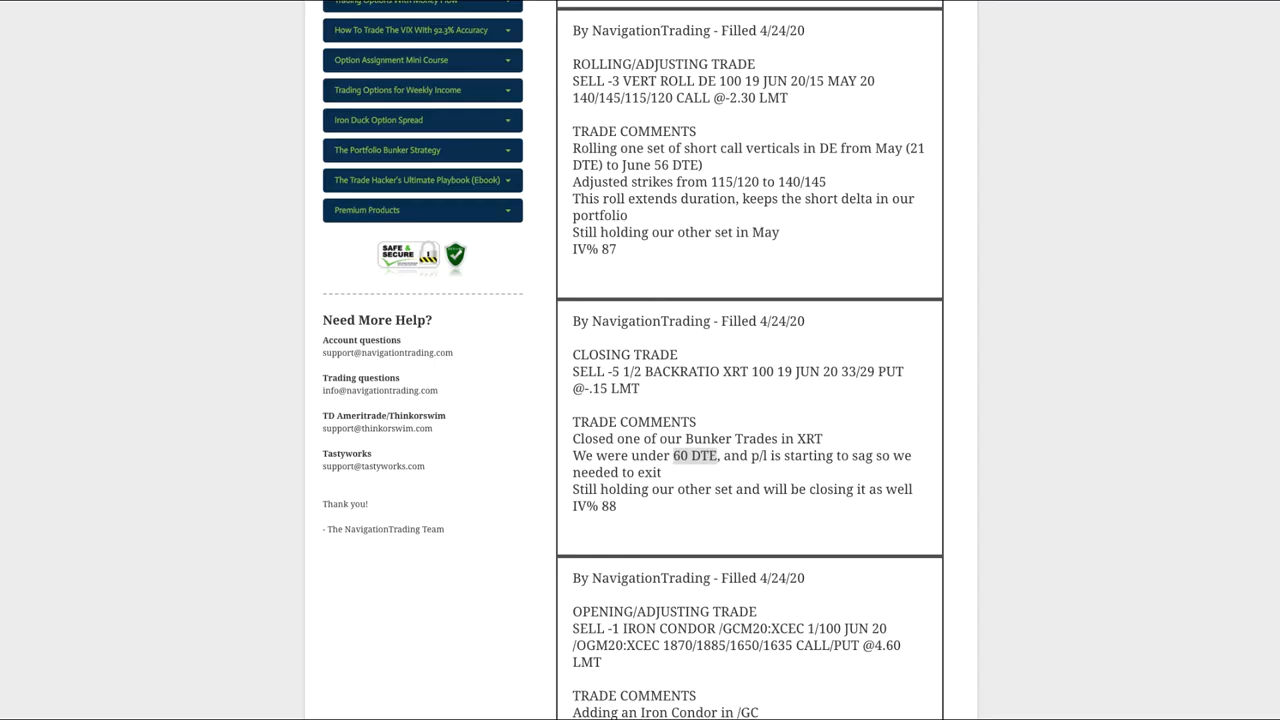 Trading Options With Money Flow
How To Trade The VIX With 92.3% Accuracy
Option Assignment Mini Course
Trading Options for Weekly Income
Iron Duck Option Spread
The Portfolio Bunker Strategy
The Trade Hacker's Ultimate Playbook (Ebook)
Premium Products
SAFE &
SECURE
Need More Help?
Account questions
support@navigationtrading.com
Trading questions
info@navigationtrading.com
TD Ameritrade/Thinkorswim
support@thinkorswim.com
Tastyworks
support@tastyworks.com
Thank you!
- The NavigationTrading Team
By NavigationTrading - Filled 4/24/20
ROLLING/ADJUSTING TRADE
SELL -3 VERT ROLL DE 100 19 JUN 20/15 MAY 20
140/145/115/120 CALL @-2.30 LMT
TRADE COMMENTS
Rolling one set of short call verticals in DE from May (21
DTE) to June 56 DTE)
Adjusted strikes from 115/120 to 140/145
This roll extends duration, keeps the short delta in our
portfolio
Still holding our other set in May
IV% 87
By NavigationTrading - Filled 4/24/20
CLOSING TRADE
SELL -5 1/2 BACKRATIO XRT 100 19 JUN 20 33/29 PUT
@-.15 LMT
TRADE COMMENTS
Closed one of our Bunker Trades in XRT
We were under 60 DTE, and p/l is starting to sag so we
needed to exit
Still holding our other set and will be closing it as well
IV% 88
By NavigationTrading - Filled 4/24/20
OPENING/ADJUSTING TRADE
SELL -1 IRON CONDOR /GCM20:XCEC 1/100 JUN 20
/OGM20:XCEC 1870/1885/1650/1635 CALL/PUT @4.60
LMT
TRADE COMMENTS
Adding an Iron Condor in /GC